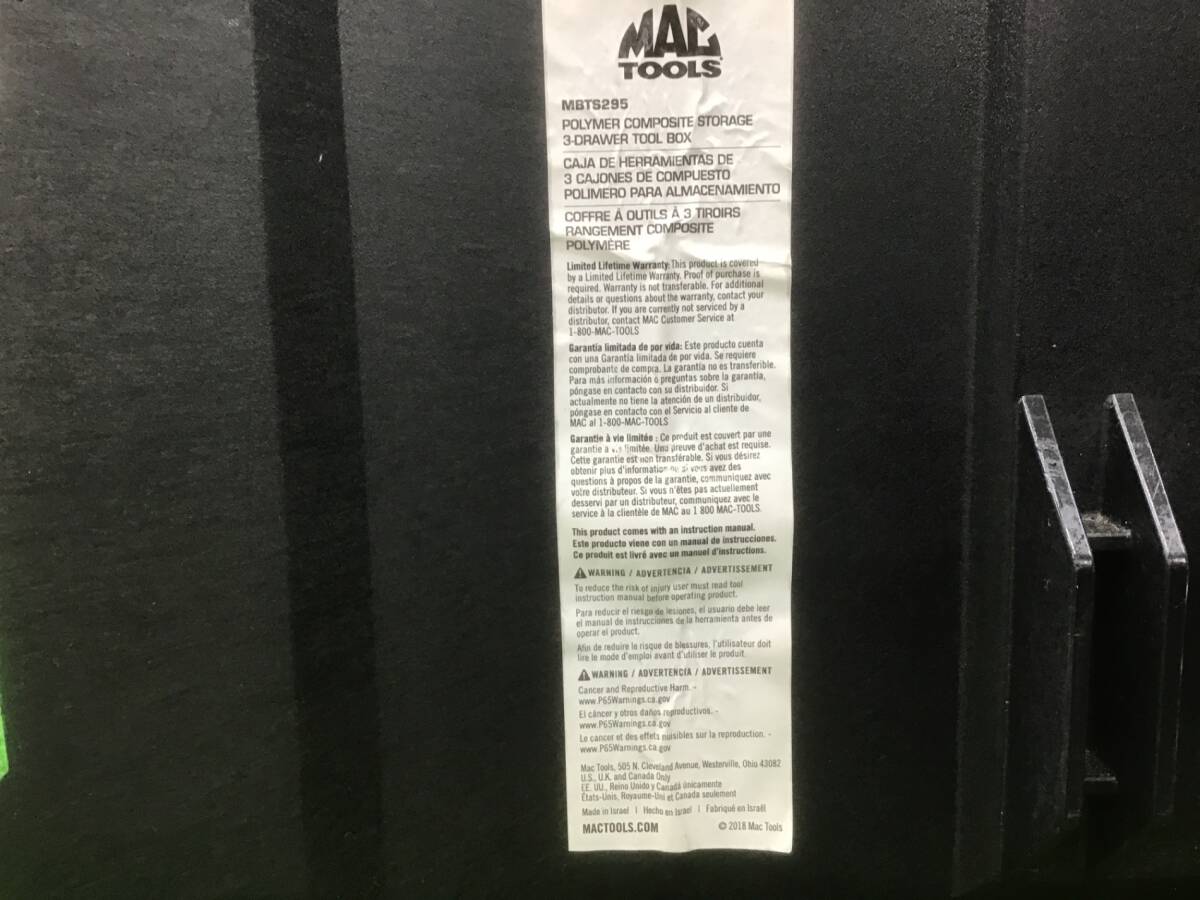 MAC
TOOLS
MBTS295
POLYMER COMPOSITE STORAGE
3-DRAWER TOOL BOX
CAJA DE HERRAMIENTAS DE
3 CAJONES DE COMPUESTO
POLIMERO PARA ALMACENAMIENTO
COFFRE À OUTILS À 3 TIROIRS
RANGEMENT COMPOSITE
POLYMÈRE
Limited Lifetime Warranty: This product is covered
by a Limited Lifetime Warranty. Proof of purchase is
required. Warranty is not transferable. For additional
details or questions about the warranty, contact your
distributor. If you are currently not serviced by a
distributor, contact MAC Customer Service at
1-800-MAC-TOOLS
Garantía limitada de por vida: Este producto cuenta
con una Garantía limitada de por vida. Se requiere
comprobante de compra. La garantía no es transferible.
Para más información o preguntas sobre la garantía,
póngase en contacto con su distribuidor. Si
actualmente no tiene la atención de un distribuidor,
póngase en contacto con el Servicio al cliente de
MAC al 1-800-MAC-TOOLS
Garantie à vie limitée : Ce produit est couvert par une
garantie à limitée. Une preuve d'achat est requise.
Cette garantie est non transférable. Si vous désirez
obtenir plus d'information si vous avez des
questions à propos de la garantie, communiquez avec
votre distributeur. Si vous n'êtes pas actuellement
desservi par un distributeur, communiquez avec le
service à la clientèle de MAC au 1 800 MAC-TOOLS.
This product comes with an instruction manual.
Este producto viene con un manual de instrucciones.
Ce produit est livré avec un manuel d'instructions.
WARNING / ADVERTENCIA / ADVERTISSEMENT
To reduce the risk of injury user must read tool
instruction manual before operating product.
Para reducir el riesgo de lesiones, el usuario debe leer
el manual de instrucciones de la herramienta antes de
operar el product.
Afin de reduire le risque de blessures, l'utilisateur doit
lire le mode d'emploi avant d'utiliser le produit.
WARNING / ADVERTENCIA / ADVERTISSEMENT
Cancer and Reproductive Harm. -
www.P65Warnings.ca.gov
El cáncer y otros daños reproductivos. -
www.P65Warnings.ca.gov
Le cancer et des effets nuisibles sur la reproduction. -
www.P65Warnings.ca.gov
Mac Tools, 505 N. Cleveland Avenue, Westerville, Ohio 43082
U.S., U.K. and Canada Only
EE. UU., Reino Unido y Canadá únicamente
États-Unis, Royaume-Uni et Canada seulement
Made in Israel | Hecho en Israel | Fabriqué en Israël
MACTOOLS.COM © 2018 Mac Tools